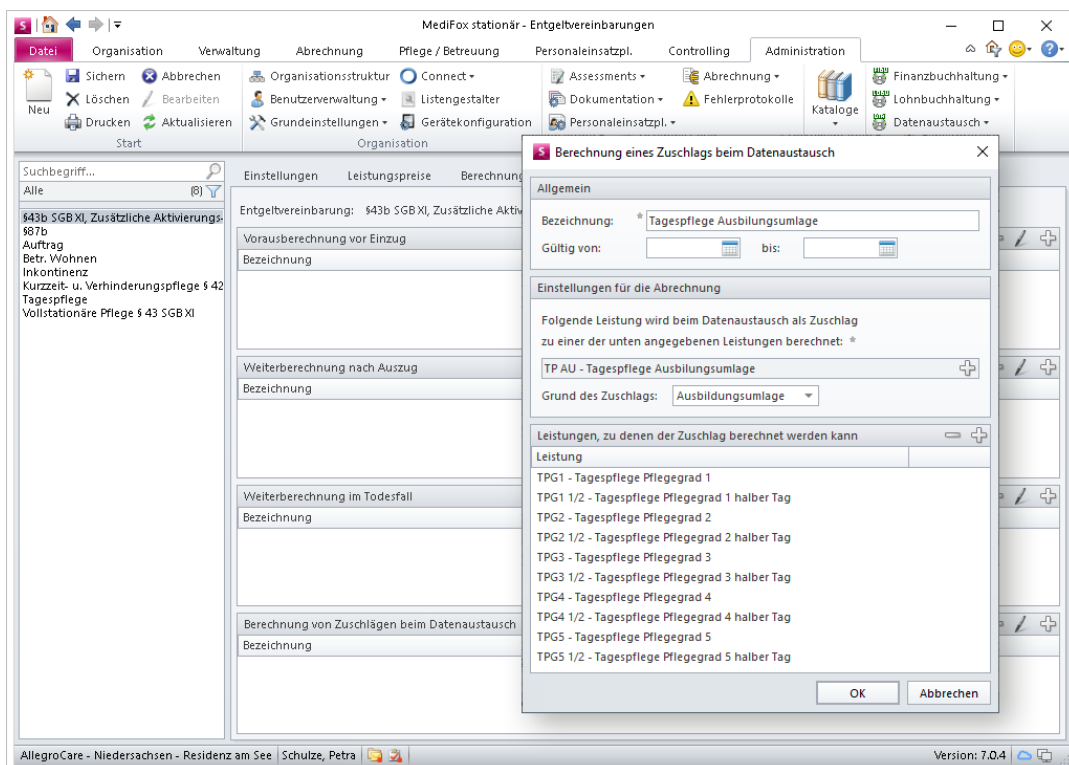 MediFox stationär - Entgeltvereinbarungen
Datei Organisation Verwaltung Abrechnung Pflege / Betreuung Personaleinsatzpl. Controlling Administration
Neu
Sichern Abbrechen
Löschen Bearbeiten
Drucken Aktualisieren
Start
Organisationsstruktur Connect
Benutzerverwaltung Listengestalter
Grundeinstellungen Gerätekonfiguration
Organisation
Assessments Abrechnung
Dokumentation Fehlerprotokolle
Personaleinsatzpl.
Kataloge
Finanzbuchhaltung
Lohnbuchhaltung
Datenaustausch
Suchbegriff...
Alle (8)
§43b SGB XI, Zusätzliche Aktivierungs-
§87b
Auftrag
Betr. Wohnen
Inkontinenz
Kurzzeit- u. Verhinderungspflege § 42
Tagespflege
Vollstationäre Pflege § 43 SGB XI
Einstellungen Leistungspreise Berechnung
Entgeltvereinbarung: §43b SGB XI, Zusätzliche Aktiv
Vorausberechnung vor Einzug
Bezeichnung
Weiterberechnung nach Auszug
Bezeichnung
Weiterberechnung im Todesfall
Bezeichnung
Berechnung von Zuschlägen beim Datenaustausch
Bezeichnung
Berechnung eines Zuschlags beim Datenaustausch
Allgemein
Bezeichnung: * Tagespflege Ausbilungsumlage
Gültig von: bis:
Einstellungen für die Abrechnung
Folgende Leistung wird beim Datenaustausch als Zuschlag
zu einer der unten angegebenen Leistungen berechnet: *
TP AU - Tagespflege Ausbilungsumlage
Grund des Zuschlags: Ausbildungsumlage
Leistungen, zu denen der Zuschlag berechnet werden kann
Leistung
TPG1 - Tagespflege Pflegegrad 1
TPG1 1/2 - Tagespflege Pflegegrad 1 halber Tag
TPG2 - Tagespflege Pflegegrad 2
TPG2 1/2 - Tagespflege Pflegegrad 2 halber Tag
TPG3 - Tagespflege Pflegegrad 3
TPG3 1/2 - Tagespflege Pflegegrad 3 halber Tag
TPG4 - Tagespflege Pflegegrad 4
TPG4 1/2 - Tagespflege Pflegegrad 4 halber Tag
TPG5 - Tagespflege Pflegegrad 5
TPG5 1/2 - Tagespflege Pflegegrad 5 halber Tag
OK Abbrechen
AllegroCare - Niedersachsen - Residenz am See Schulze, Petra Version: 7.0.4